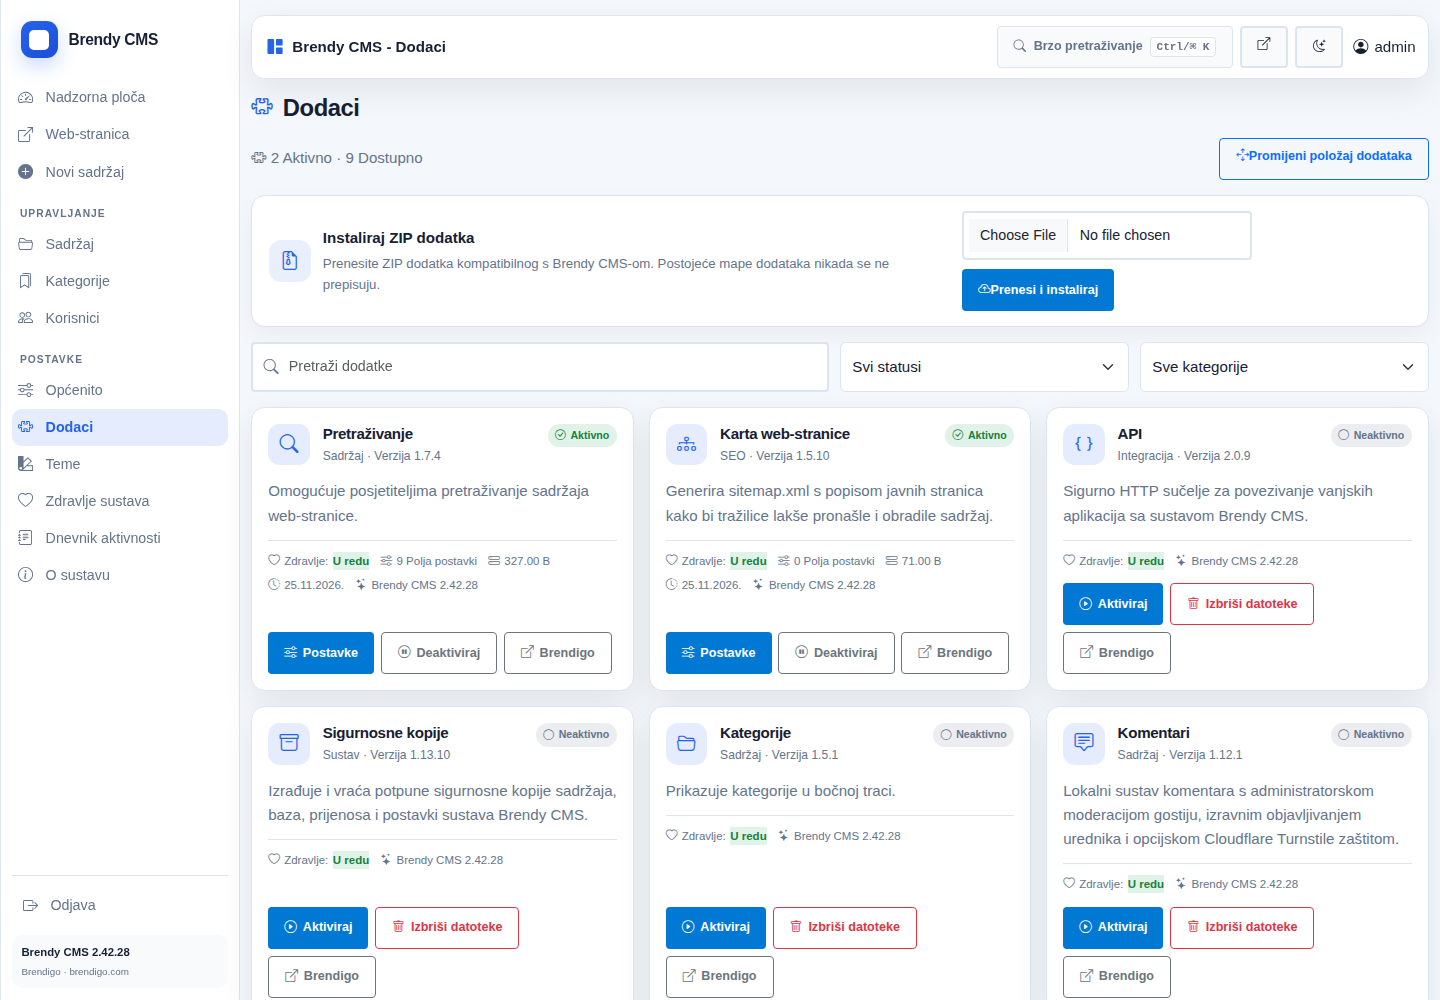 Brendy CMS
Nadzorna ploča
Web-stranica
Novi sadržaj
UPRAVLJANJE
Sadržaj
Kategorije
Korisnici
POSTAVKE
Općenito
Dodaci
Teme
Zdravlje sustava
Dnevnik aktivnosti
O sustavu
Odjava
Brendy CMS 2.42.28
Brendigo · brendigo.com
Brendy CMS - Dodaci
Brzo pretraživanje Ctrl/⌘ K
admin
Dodaci
2 Aktivno · 9 Dostupno
Promijeni položaj dodataka
Instaliraj ZIP dodatka
Prenesite ZIP dodatka kompatibilnog s Brendy CMS-om. Postojeće mape dodataka nikada se ne
prepisuju.
Choose File No file chosen
Prenesi i instaliraj
Pretraži dodatke
Svi statusi
Sve kategorije
Pretraživanje
Aktivno
Sadržaj · Verzija 1.7.4
Omogućuje posjetiteljima pretraživanje sadržaja
web-stranice.
Zdravlje: U redu 9 Polja postavki 327.00 B
25.11.2026. Brendy CMS 2.42.28
Postavke Deaktiviraj Brendigo
Karta web-stranice
Aktivno
SEO · Verzija 1.5.10
Generira sitemap.xml s popisom javnih stranica
kako bi tražilice lakše pronašle i obradile sadržaj.
Zdravlje: U redu 0 Polja postavki 71.00 B
25.11.2026. Brendy CMS 2.42.28
Postavke Deaktiviraj Brendigo
API
Neaktivno
Integracija · Verzija 2.0.9
Sigurno HTTP sučelje za povezivanje vanjskih
aplikacija sa sustavom Brendy CMS.
Zdravlje: U redu Brendy CMS 2.42.28
Aktiviraj Izbriši datoteke
Brendigo
Sigurnosne kopije
Neaktivno
Sustav · Verzija 1.13.10
Izrađuje i vraća potpune sigurnosne kopije sadržaja,
baza, prijenosa i postavki sustava Brendy CMS.
Zdravlje: U redu Brendy CMS 2.42.28
Aktiviraj Izbriši datoteke
Brendigo
Kategorije
Neaktivno
Sadržaj · Verzija 1.5.1
Prikazuje kategorije u bočnoj traci.
Zdravlje: U redu Brendy CMS 2.42.28
Aktiviraj Izbriši datoteke
Brendigo
Komentari
Neaktivno
Sadržaj · Verzija 1.12.1
Lokalni sustav komentara s administratorskom
moderacijom gostiju, izravnim objavljivanjem
urednika i opcijskom Cloudflare Turnstile zaštitom.
Zdravlje: U redu Brendy CMS 2.42.28
Aktiviraj Izbriši datoteke
Brendigo